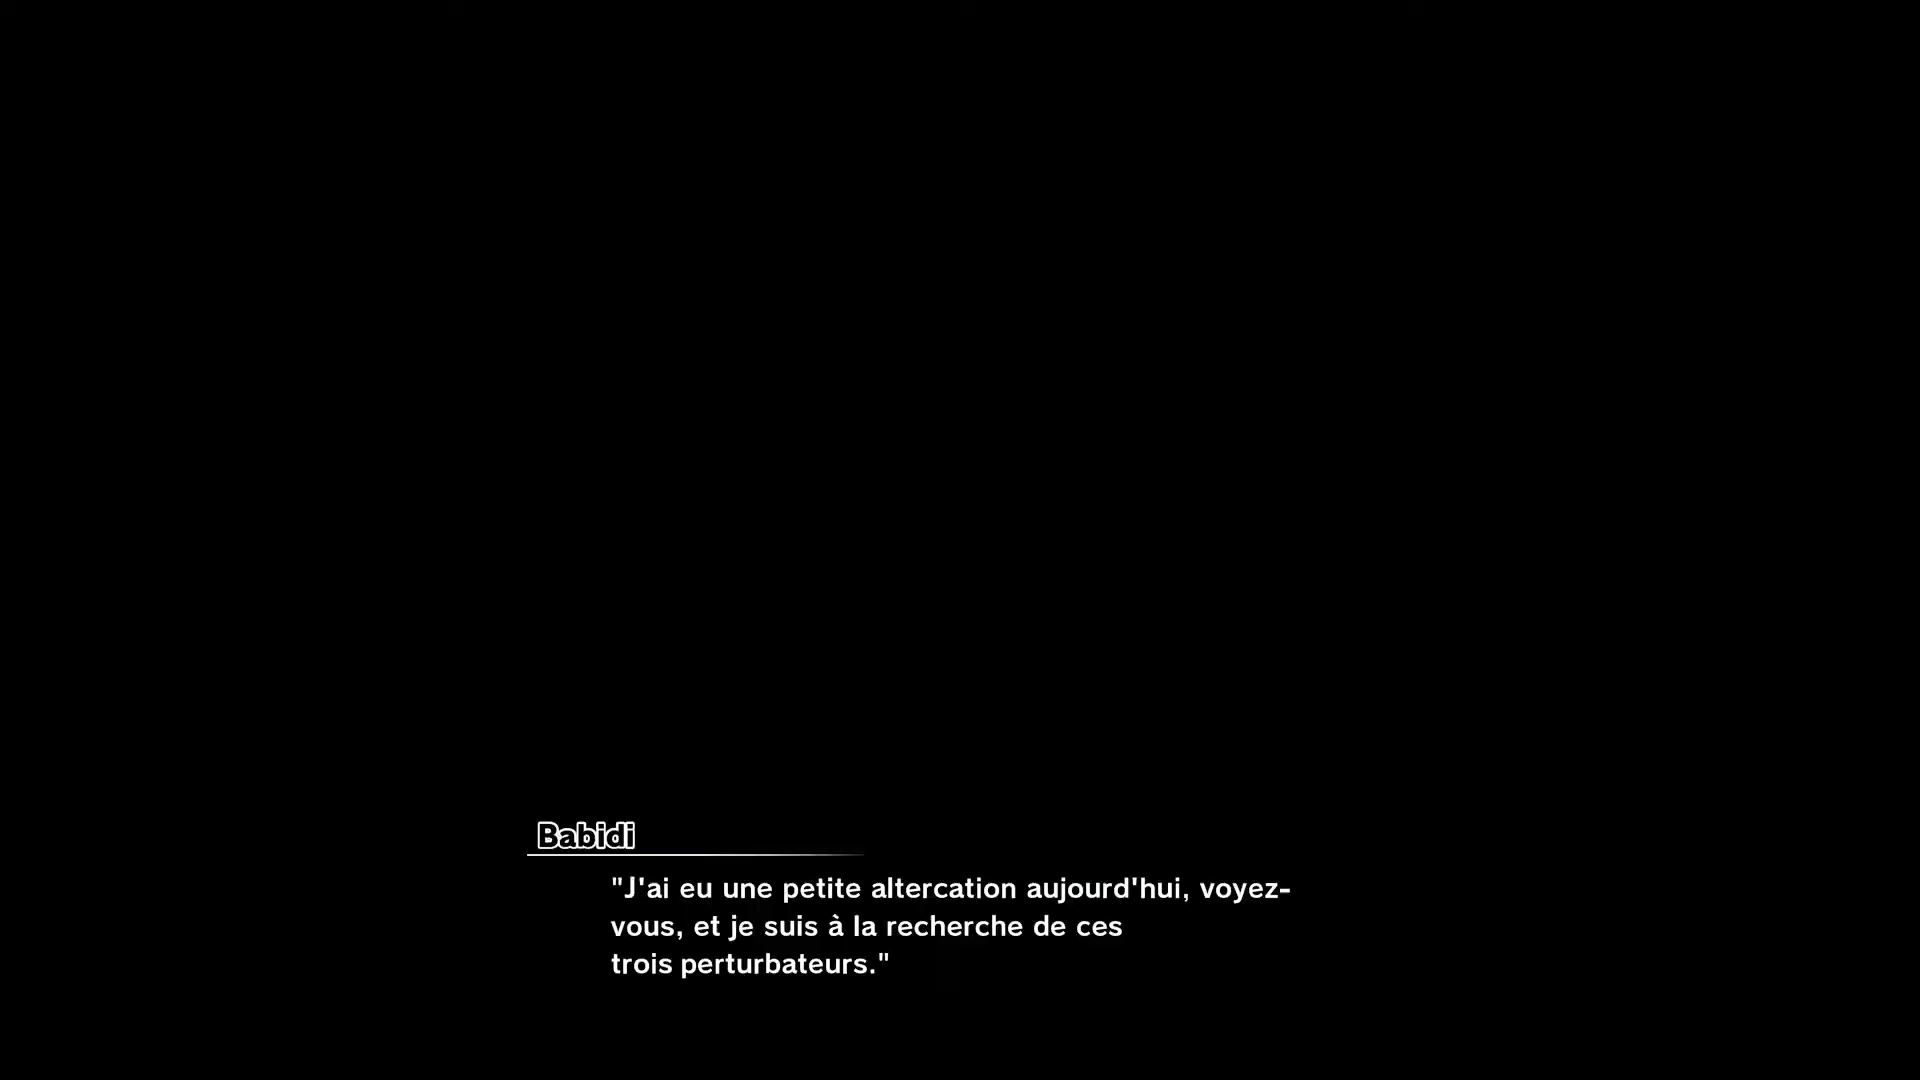 Babidi
"J'ai eu une petite altercation aujourd'hui, voyez-
vous, et je suis à la recherche de ces
trois perturbateurs."